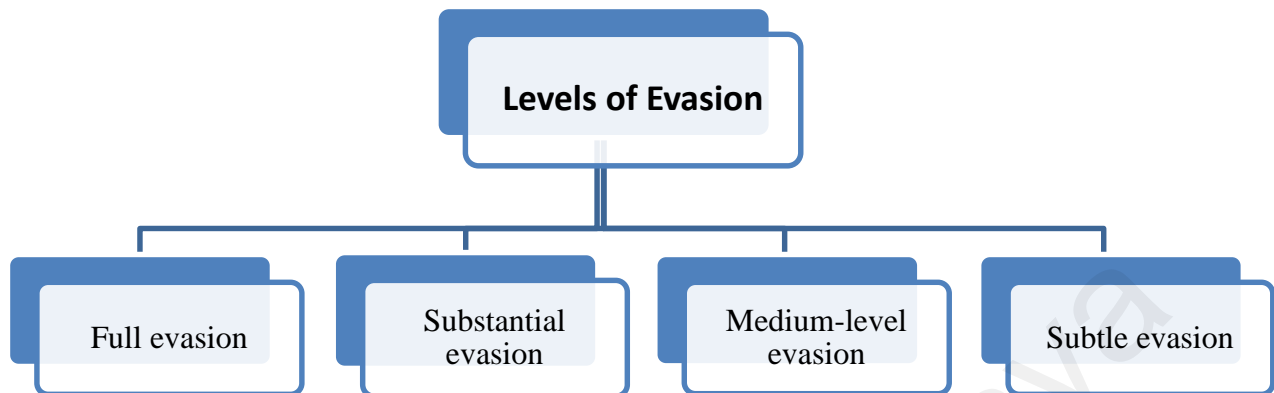 Levels of Evasion
Full evasion
Substantial
evasion
Medium-level
evasion
Subtle evasion